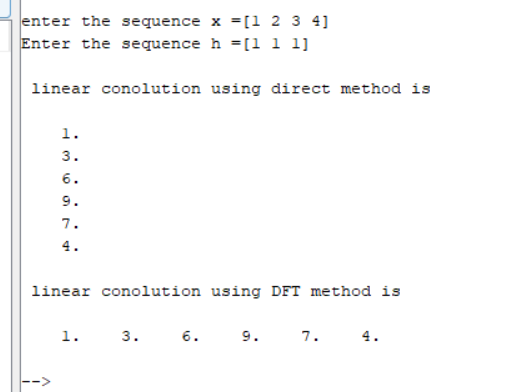 enter the sequence x =[1 2 3 4]
Enter the sequence h =[1 1 1]
linear conolution using direct method is
1.
3.
6.
9.
7.
4.
linear conolution using DFT method is
1. 3. 6. 9. 7. 4.
-->